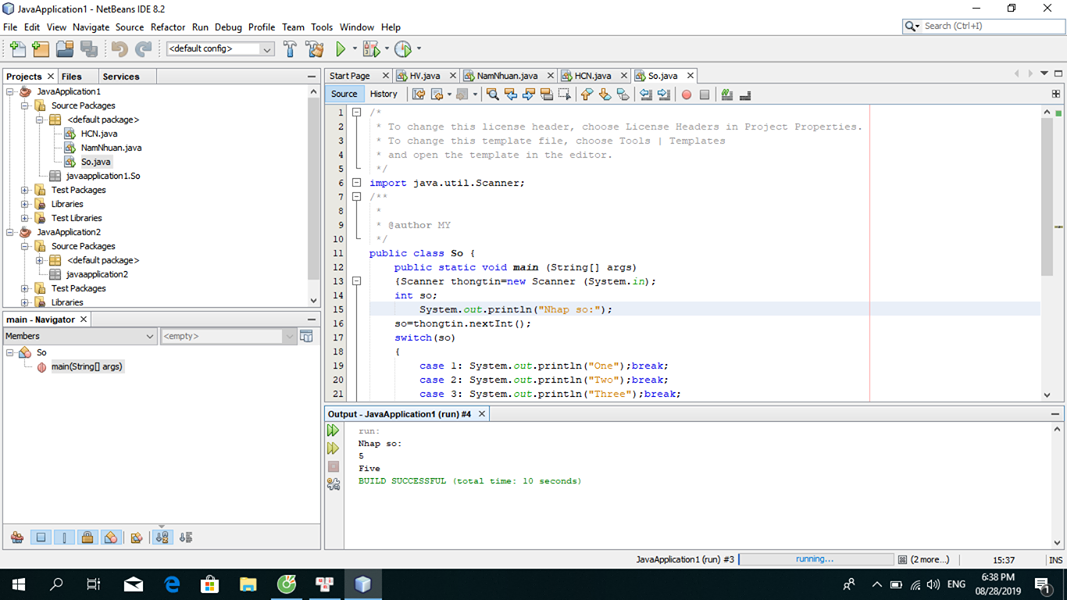 JavaApplication1 - NetBeans IDE 8.2
File Edit View Navigate Source Refactor Run Debug Profile Team Tools Window Help
Search (Ctrl+I)
<default config>
Projects Files Services
JavaApplication1
Source Packages
<default package>
HCN.java
NamNhuan.java
So.java
javaapplication1.So
Test Packages
Libraries
Test Libraries
JavaApplication2
Source Packages
<default package>
javaapplication2
Test Packages
Libraries
main - Navigator
Members <empty>
So
main(String[] args)
Start Page HV.java NamNhuan.java HCN.java So.java
Source History
1 /*
2 * To change this license header, choose License Headers in Project Properties.
3 * To change this template file, choose Tools | Templates
4 * and open the template in the editor.
5 */
6 import java.util.Scanner;
7 /**
8 *
9 * @author MY
10 */
11 public class So {
12 public static void main (String[] args)
13 {Scanner thongtin=new Scanner (System.in);
14 int so;
15 System.out.println("Nhap so:");
16 so=thongtin.nextInt();
17 switch(so)
18 {
19 case 1: System.out.println("One");break;
20 case 2: System.out.println("Two");break;
21 case 3: System.out.println("Three");break;
Output - JavaApplication1 (run) #4
run:
Nhap so:
5
Five
BUILD SUCCESSFUL (total time: 10 seconds)
JavaApplication1 (run) #3 running... (2 more...) 15:37 INS
ENG
6:38 PM
08/28/2019
1